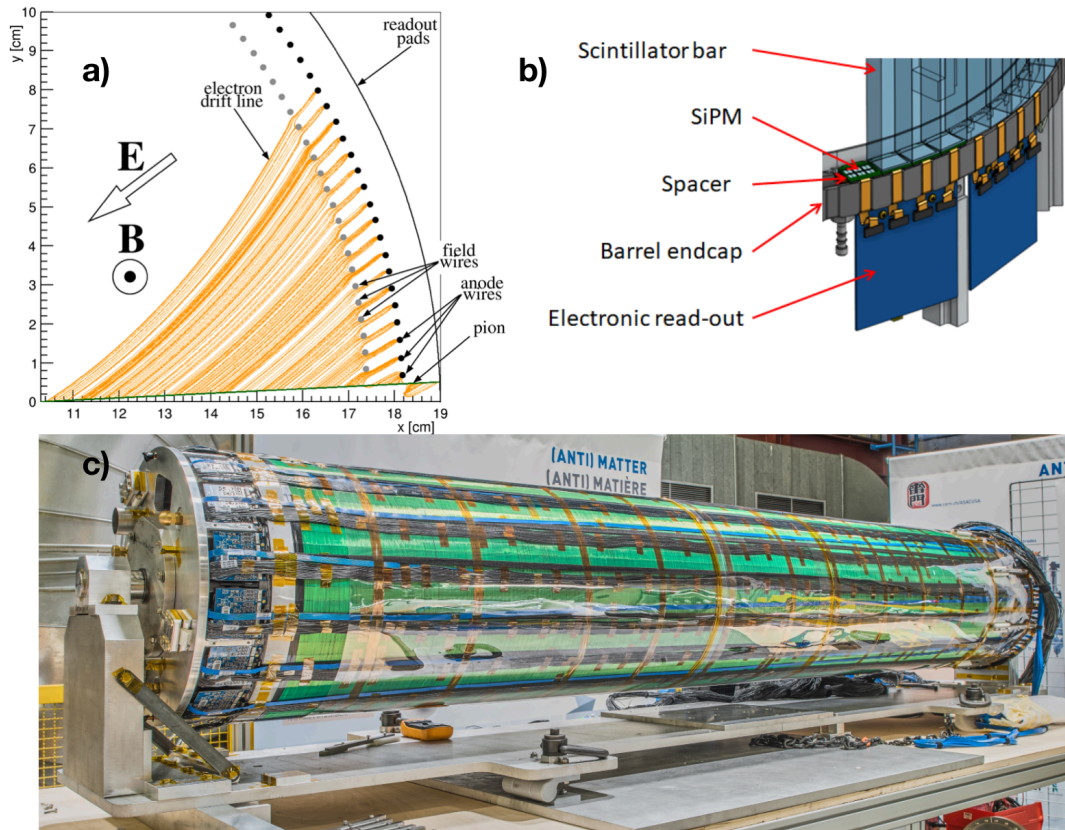 a)
y [cm]
10
9
8
7
6
5
4
3
2
1
0
11
12
13
14
15
16
17
18
19
x [cm]
readout
pads
electron
drift line
E
B
field
wires
anode
wires
pion
b)
Scintillator bar
SiPM
Spacer
Barrel endcap
Electronic read-out
c)
(ANTI) MATTER
(ANTI) MATIÈRE
AN